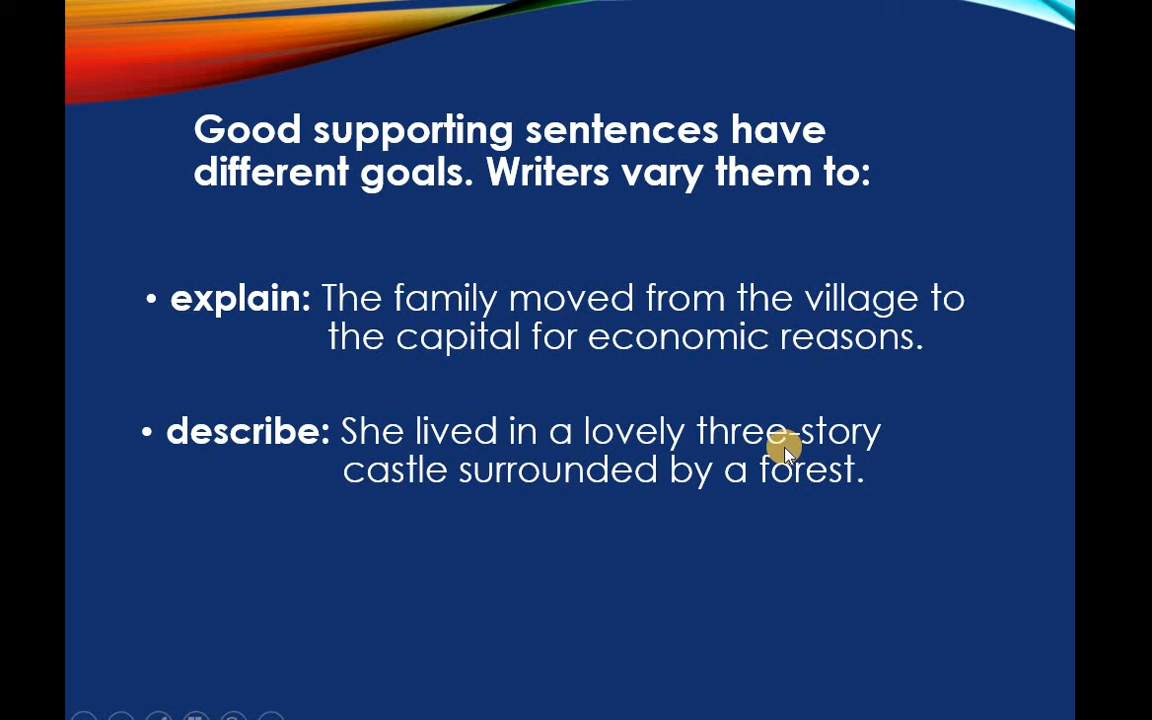 Good supporting sentences have
different goals. Writers vary them to:
• explain: The family moved from the village to
the capital for economic reasons.
• describe: She lived in a lovely three-story
castle surrounded by a forest.